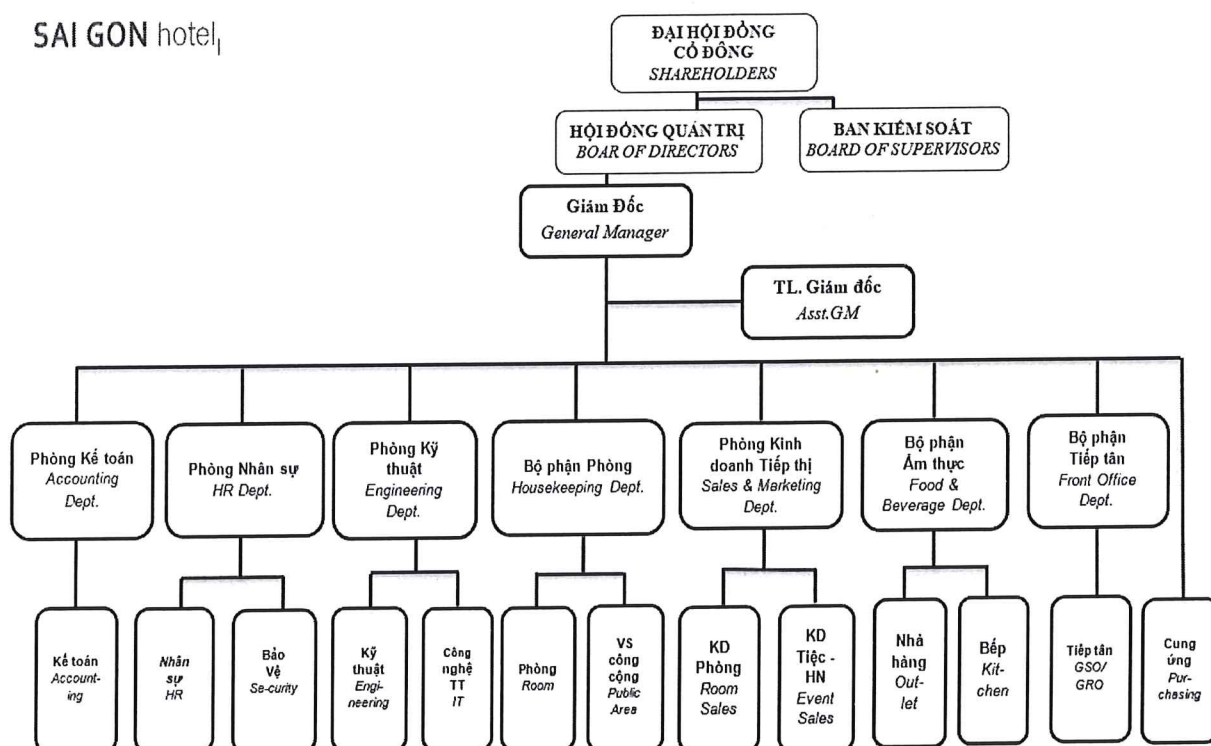 SAI GON hotel
ĐẠI HỘI ĐỒNG
CỔ ĐÔNG
SHAREHOLDERS
HỘI ĐỒNG QUẢN TRỊ
BOAR OF DIRECTORS
BAN KIỂM SOÁT
BOARD OF SUPERVISORS
Giám Đốc
General Manager
TL. Giám đốc
Asst.GM
Phòng Kế toán
Accounting
Dept.
Phòng Nhân sự
HR Dept.
Phòng Kỹ
thuật
Engineering
Dept.
Bộ phận Phòng
Housekeeping Dept.
Phòng Kinh
doanh Tiếp thị
Sales & Marketing
Dept.
Bộ phận
Ẩm thực
Food &
Beverage Dept.
Bộ phận
Tiếp tân
Front Office
Dept.
Kế toán
Account-
ing
Nhân
sự
HR
Bảo
Vệ
Se-curity
Kỹ
thuật
Engi-
neering
Công
nghệ
TT
IT
Phòng
Room
VS
công
cộng
Public
Area
KD
Phòng
Room
Sales
KD
Tiệc -
HN
Event
Sales
Nhà
hàng
Out-
let
Bếp
Kit-
chen
Tiếp tân
GSO/
GRO
Cung
ứng
Pur-
chasing